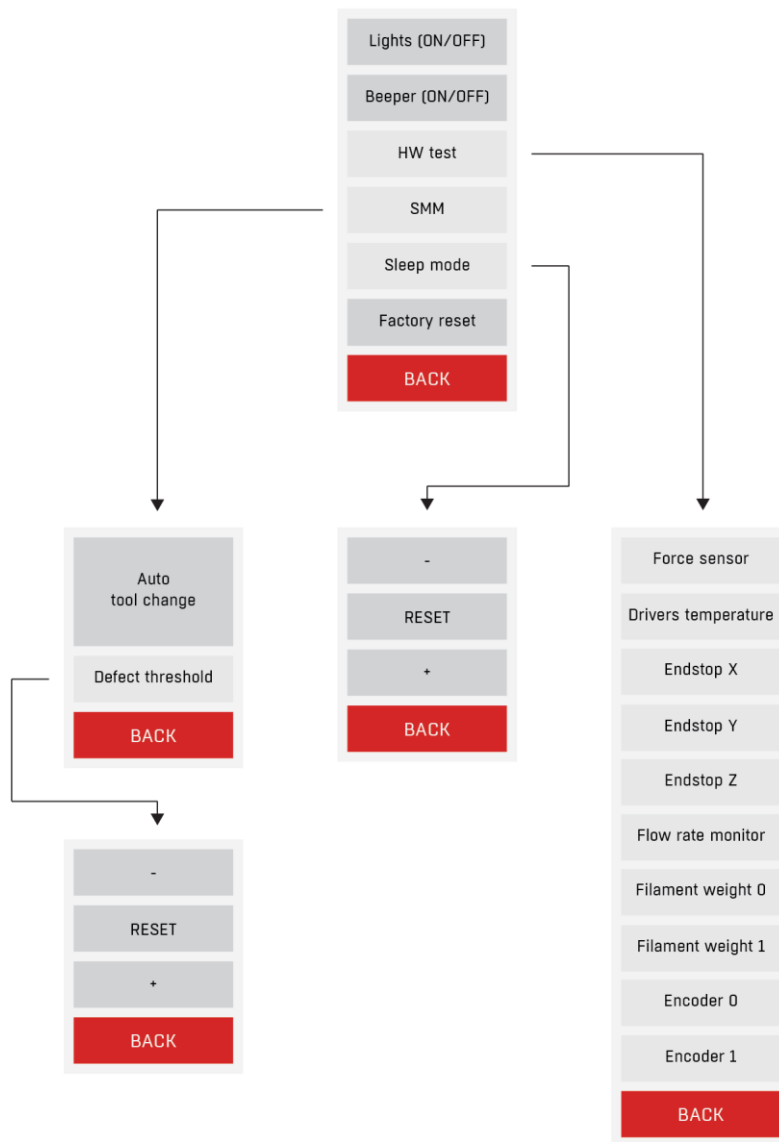 Lights (ON/OFF)
Beeper (ON/OFF)
HW test
SMM
Sleep mode
Factory reset
BACK
Auto
tool change
Defect threshold
BACK
-
RESET
+
BACK
-
RESET
+
BACK
Force sensor
Drivers temperature
Endstop X
Endstop Y
Endstop Z
Flow rate monitor
Filament weight 0
Filament weight 1
Encoder 0
Encoder 1
BACK